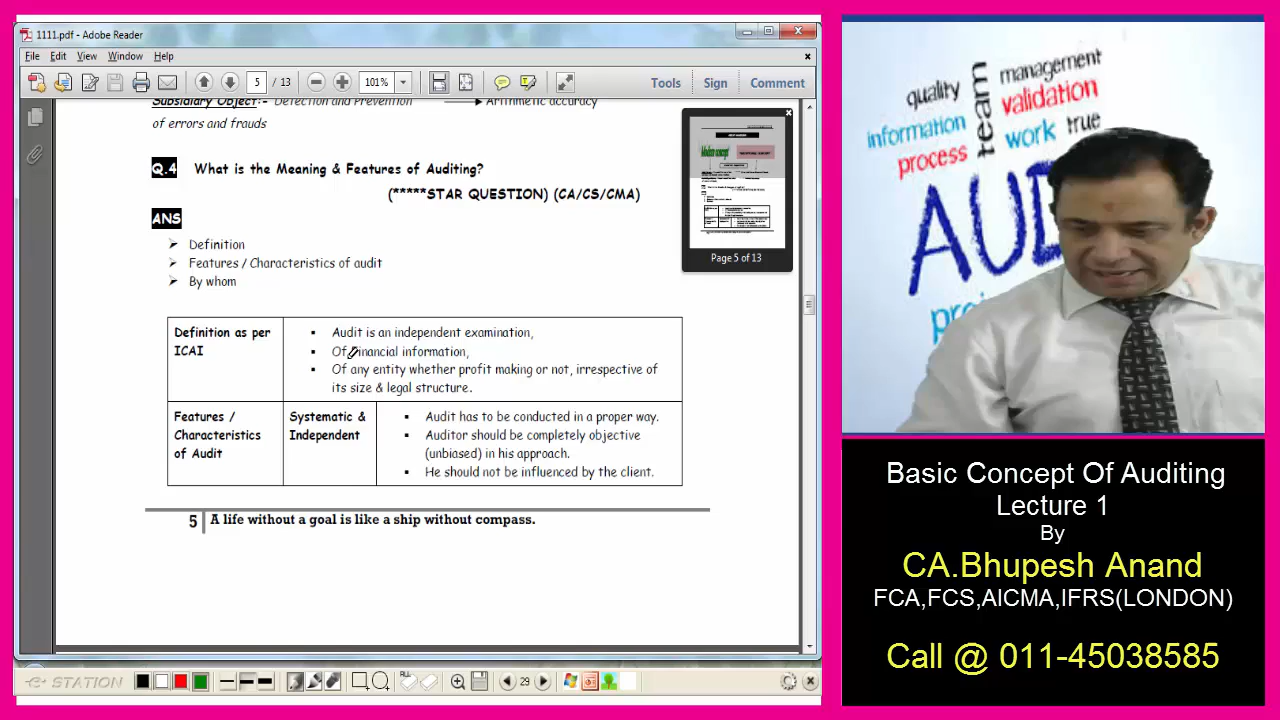 1111.pdf - Adobe Reader
File Edit View Window Help
5 / 13
101%
Tools Sign Comment
Subsidiary Object:- Detection and Prevention Arithmetic accuracy
of errors and frauds
Q.4 What is the Meaning & Features of Auditing?
(*****STAR QUESTION) (CA/CS/CMA)
ANS
Definition
Features / Characteristics of audit
By whom
Definition as per
ICAI
Audit is an independent examination,
Of financial information,
Of any entity whether profit making or not, irrespective of
its size & legal structure.
Features /
Characteristics
of Audit
Systematic &
Independent
Audit has to be conducted in a proper way.
Auditor should be completely objective
(unbiased) in his approach.
He should not be influenced by the client.
5 A life without a goal is like a ship without compass.
Page 5 of 13
e-STATION
29
quality
team
management
validation
information
work
true
process
Basic Concept Of Auditing
Lecture 1
By
CA.Bhupesh Anand
FCA,FCS,AICMA,IFRS(LONDON)
Call @ 011-45038585